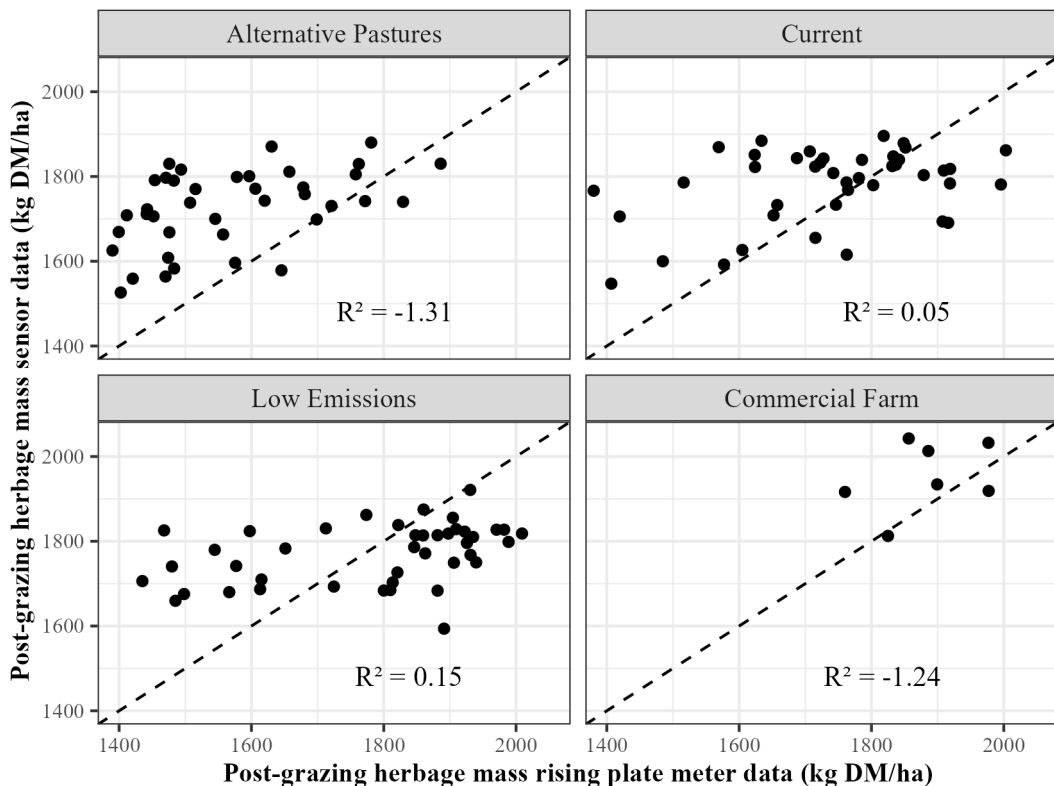 Alternative Pastures
Current
Post-grazing herbage mass sensor data (kg DM/ha)
2000
1800
1600
1400
R² = -1.31
R² = 0.05
Low Emissions
Commercial Farm
2000
1800
1600
1400
R² = 0.15
R² = -1.24
1400 1600 1800 2000 1400 1600 1800 2000
Post-grazing herbage mass rising plate meter data (kg DM/ha)